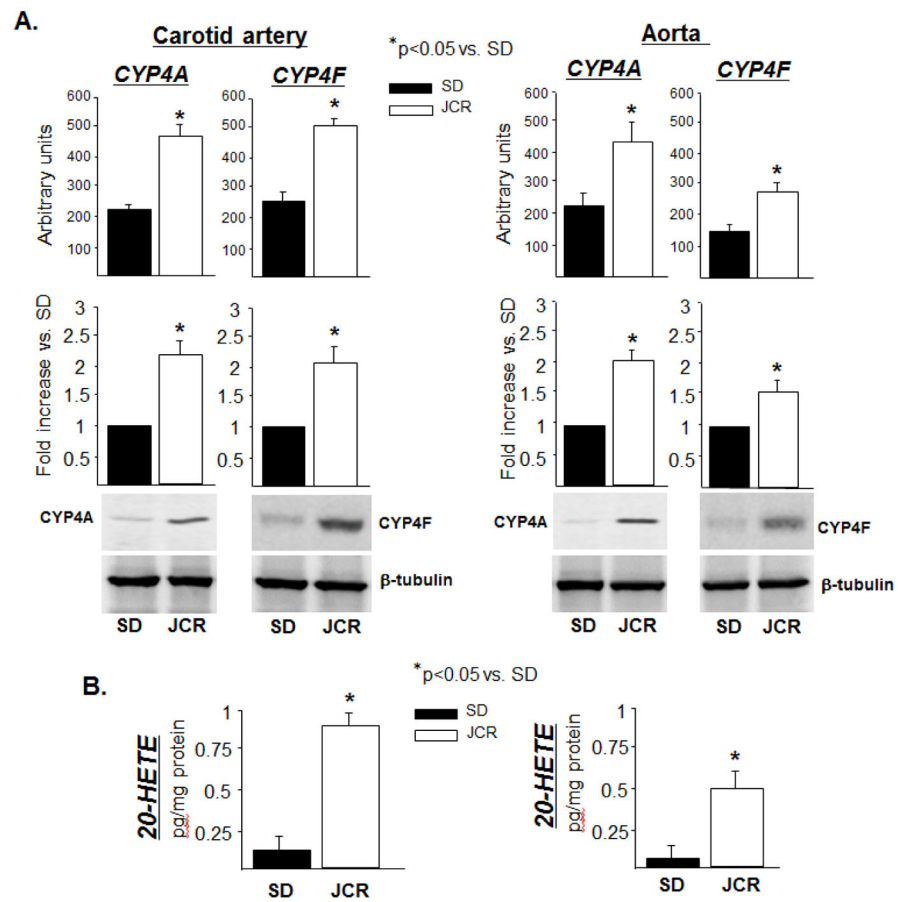 A.
Carotid artery
*p<0.05 vs. SD
SD
JCR
Aorta
CYP4A
CYP4F
CYP4A
CYP4F
Arbitrary units
600
500
400
300
200
100
600
500
400
300
200
100
Arbitrary units
600
500
400
300
200
100
600
500
400
300
200
100
*
*
*
*
Fold increase vs. SD
3
2.5
2
1.5
1
0.5
3
2.5
2
1.5
1
0.5
Fold increase vs. SD
3
2.5
2
1.5
1
0.5
3
2.5
2
1.5
1
0.5
*
*
*
*
CYP4A
CYP4F
CYP4A
CYP4F
β-tubulin
β-tubulin
SD JCR SD JCR
SD JCR SD JCR
B.
*p<0.05 vs. SD
SD
JCR
20-HETE
pg/mg protein
1
0.75
0.5
0.25
*
SD JCR
20-HETE
pg/mg protein
1
0.75
0.5
0.25
*
SD JCR